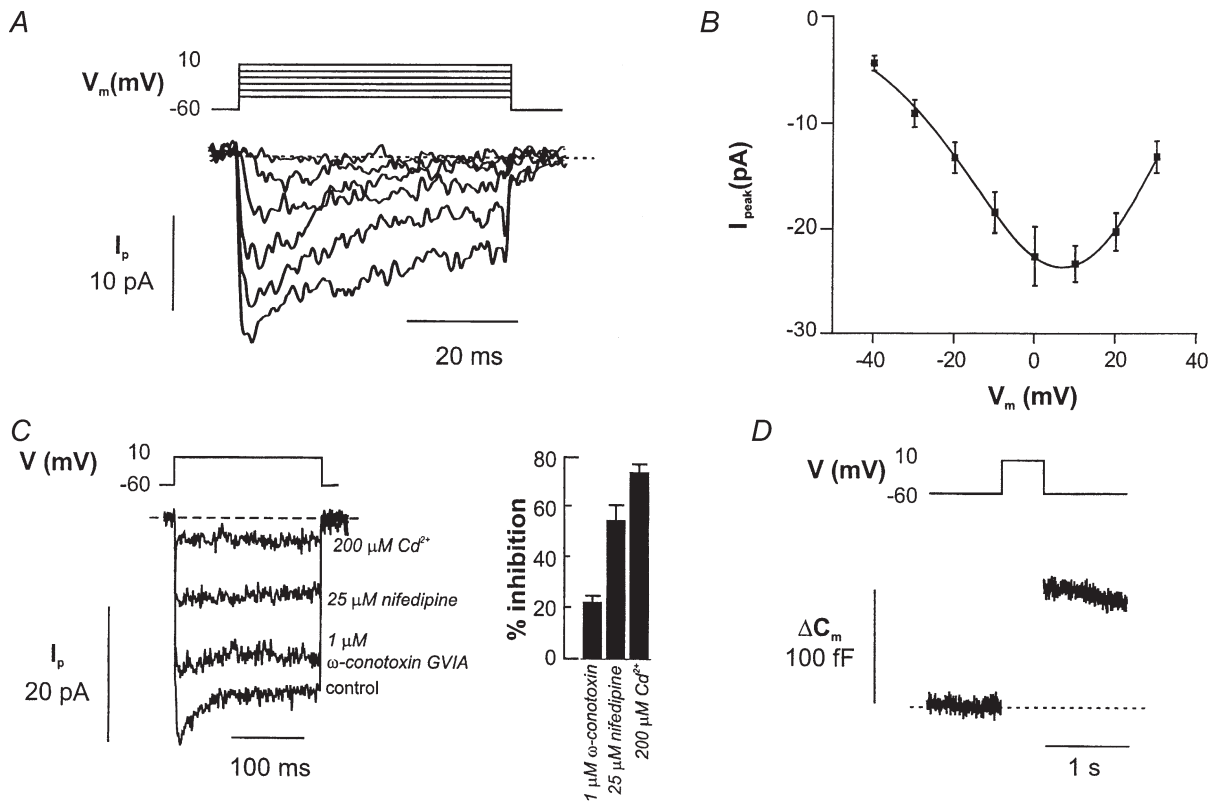 A
10
Vm(mV)
-60
Ip
10 pA
20 ms
B
0
-10
-20
-30
Ipeak(pA)
-40 -20 0 20 40
Vm (mV)
C
10
V (mV)
-60
200 μM Cd²⁺
25 μM nifedipine
1 μM
ω-conotoxin GVIA
control
Ip
20 pA
100 ms
80
60
40
20
0
% inhibition
1 μM ω-conotoxin
25 μM nifedipine
200 μM Cd²⁺
D
10
V (mV)
-60
ΔCm
100 fF
1 s